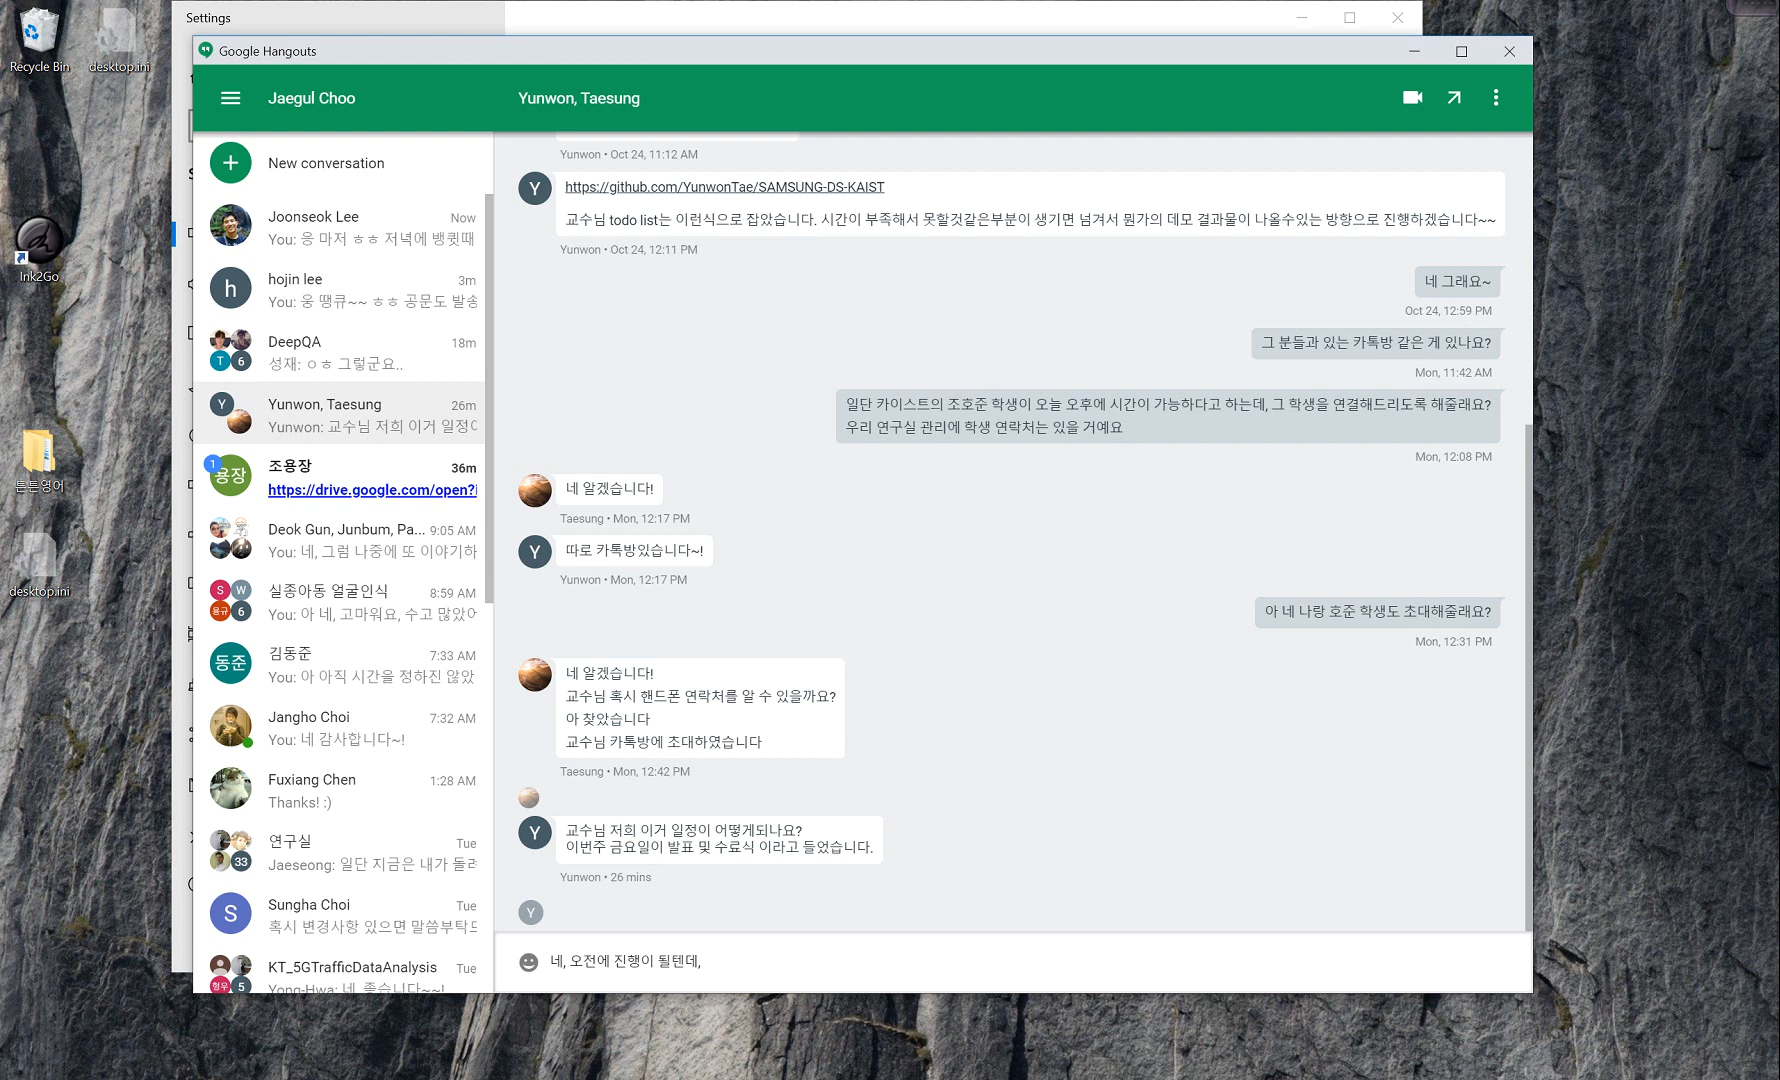 Settings
Recycle Bin
desktop.ini
Ink2Go
튼튼영어
desktop.ini
Google Hangouts
Jaegul Choo
Yunwon, Taesung
New conversation
Joonseok Lee
Now
You: 응 마저 ㅎㅎ 저녁에 뱅큇때
hojin lee
3m
You: 웅 땡큐~~ ㅎㅎ 공문도 발송
DeepQA
18m
T
6
성재: ㅇㅎ 그렇군요..
Y
Yunwon, Taesung
26m
Yunwon: 교수님 저희 이거 일정이
1
용장
조용장
36m
https://drive.google.com/open?i
Deok Gun, Junbum, Pa...
9:05 AM
You: 네, 그럼 나중에 또 이야기하
S
W
용규
6
실종아동 얼굴인식
8:59 AM
You: 아 네, 고마워요, 수고 많았어
동준
김동준
7:33 AM
You: 아 아직 시간을 정하진 않았
Jangho Choi
7:32 AM
You: 네 감사합니다~!
Fuxiang Chen
1:28 AM
Thanks! :)
연구실
Tue
33
Jaeseong: 일단 지금은 내가 돌려
S
Sungha Choi
Tue
혹시 변경사항 있으면 말씀부탁드
KT_5GTrafficDataAnalysis
Tue
형우
5
Yong-Hwa: 네, 좋습니다~~!
Yunwon • Oct 24, 11:12 AM
Y
https://github.com/YunwonTae/SAMSUNG-DS-KAIST
교수님 todo list는 이런식으로 잡았습니다. 시간이 부족해서 못할것같은부분이 생기면 넘겨서 뭔가의 데모 결과물이 나올수있는 방향으로 진행하겠습니다~~
Yunwon • Oct 24, 12:11 PM
네 그래요~
Oct 24, 12:59 PM
그 분들과 있는 카톡방 같은 게 있나요?
Mon, 11:42 AM
일단 카이스트의 조호준 학생이 오늘 오후에 시간이 가능하다고 하는데, 그 학생을 연결해드리도록 해줄래요?
우리 연구실 관리에 학생 연락처는 있을 거예요
Mon, 12:08 PM
네 알겠습니다!
Taesung • Mon, 12:17 PM
Y
따로 카톡방있습니다~!
Yunwon • Mon, 12:17 PM
아 네 나랑 호준 학생도 초대해줄래요?
Mon, 12:31 PM
네 알겠습니다!
교수님 혹시 핸드폰 연락처를 알 수 있을까요?
아 찾았습니다
교수님 카톡방에 초대하였습니다
Taesung • Mon, 12:42 PM
Y
교수님 저희 이거 일정이 어떻게되나요?
이번주 금요일이 발표 및 수료식 이라고 들었습니다.
Yunwon • 26 mins
Y
네, 오전에 진행이 될텐데,